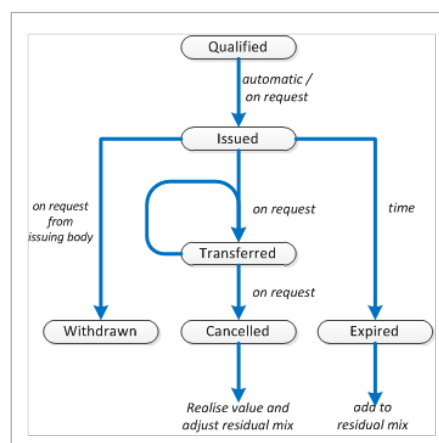 Qualified
automatic /
on request
Issued
on request
from
issuing body
on request
time
Transferred
on request
Withdrawn
Cancelled
Expired
Realise value and
adjust residual mix
add to
residual mix